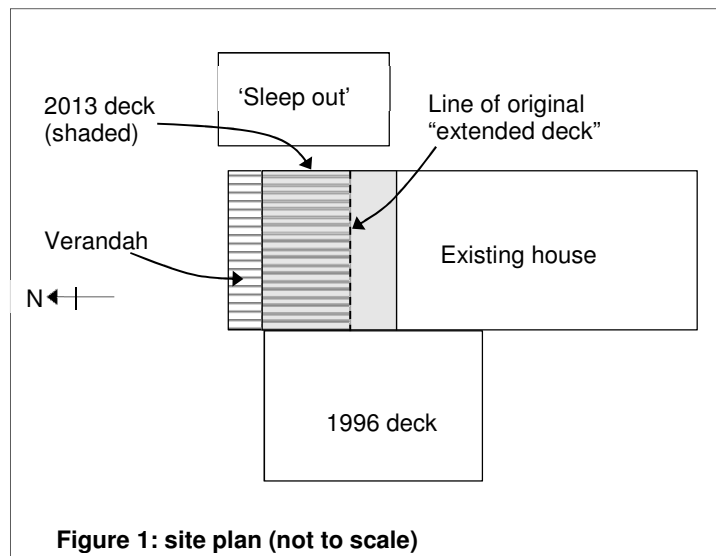 ‘Sleep out’
2013 deck
(shaded)
Line of original
“extended deck”
Verandah
Existing house
N
1996 deck
Figure 1: site plan (not to scale)